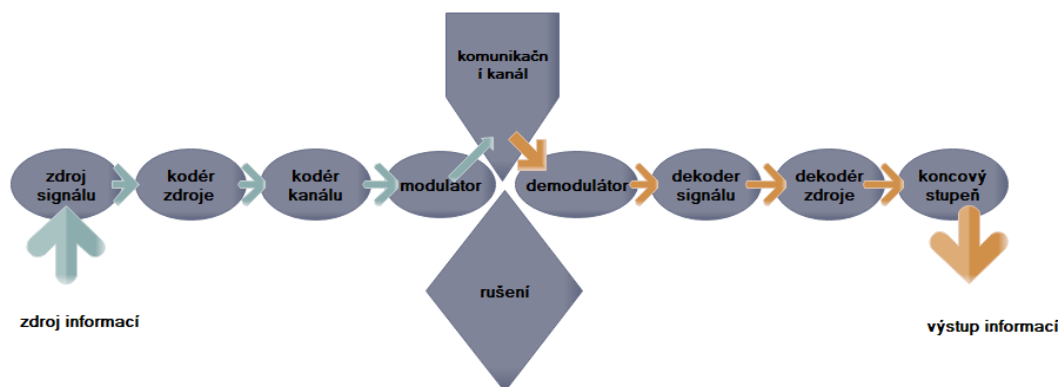 komunikačn
í kanál
zdroj
signálu
kodér
zdroje
kodér
kanálu
modulátor
demodulátor
dekoder
signálu
dekodér
zdroje
koncový
stupeň
rušení
zdroj informací
výstup informací